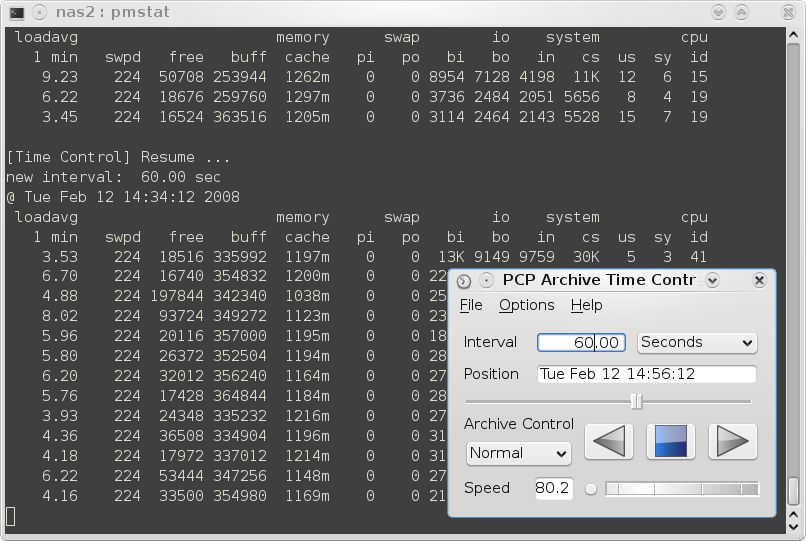 nas2 : pmstat
loadavg memory swap io system cpu
1 min swpd free buff cache pi po bi bo in cs us sy id
9.23 224 50708 253944 1262m 0 0 8954 7128 4198 11K 12 6 15
6.22 224 18676 259760 1297m 0 0 3736 2484 2051 5656 8 4 19
3.45 224 16524 363516 1205m 0 0 3114 2464 2143 5528 15 7 19
[Time Control] Resume ...
new interval: 60.00 sec
@ Tue Feb 12 14:34:12 2008
loadavg memory swap io system cpu
1 min swpd free buff cache pi po bi bo in cs us sy id
3.53 224 18516 335992 1197m 0 0 13K 9149 9759 30K 5 3 41
6.70 224 16740 354832 1200m 0 0 22
4.88 224 197844 342340 1038m 0 0 25
8.02 224 93724 349272 1123m 0 0 23
5.96 224 20116 357000 1195m 0 0 18
5.80 224 26372 352504 1194m 0 0 28
6.20 224 32012 356240 1164m 0 0 27
5.76 224 17428 364844 1184m 0 0 28
3.93 224 24348 335232 1216m 0 0 27
4.36 224 36508 334904 1196m 0 0 31
4.18 224 17972 337012 1214m 0 0 31
6.22 224 53444 347256 1148m 0 0 27
4.16 224 33500 354980 1169m 0 0 21
PCP Archive Time Contr
File Options Help
Interval 60.00 Seconds
Position Tue Feb 12 14:56:12
Archive Control
Normal
Speed 80.2